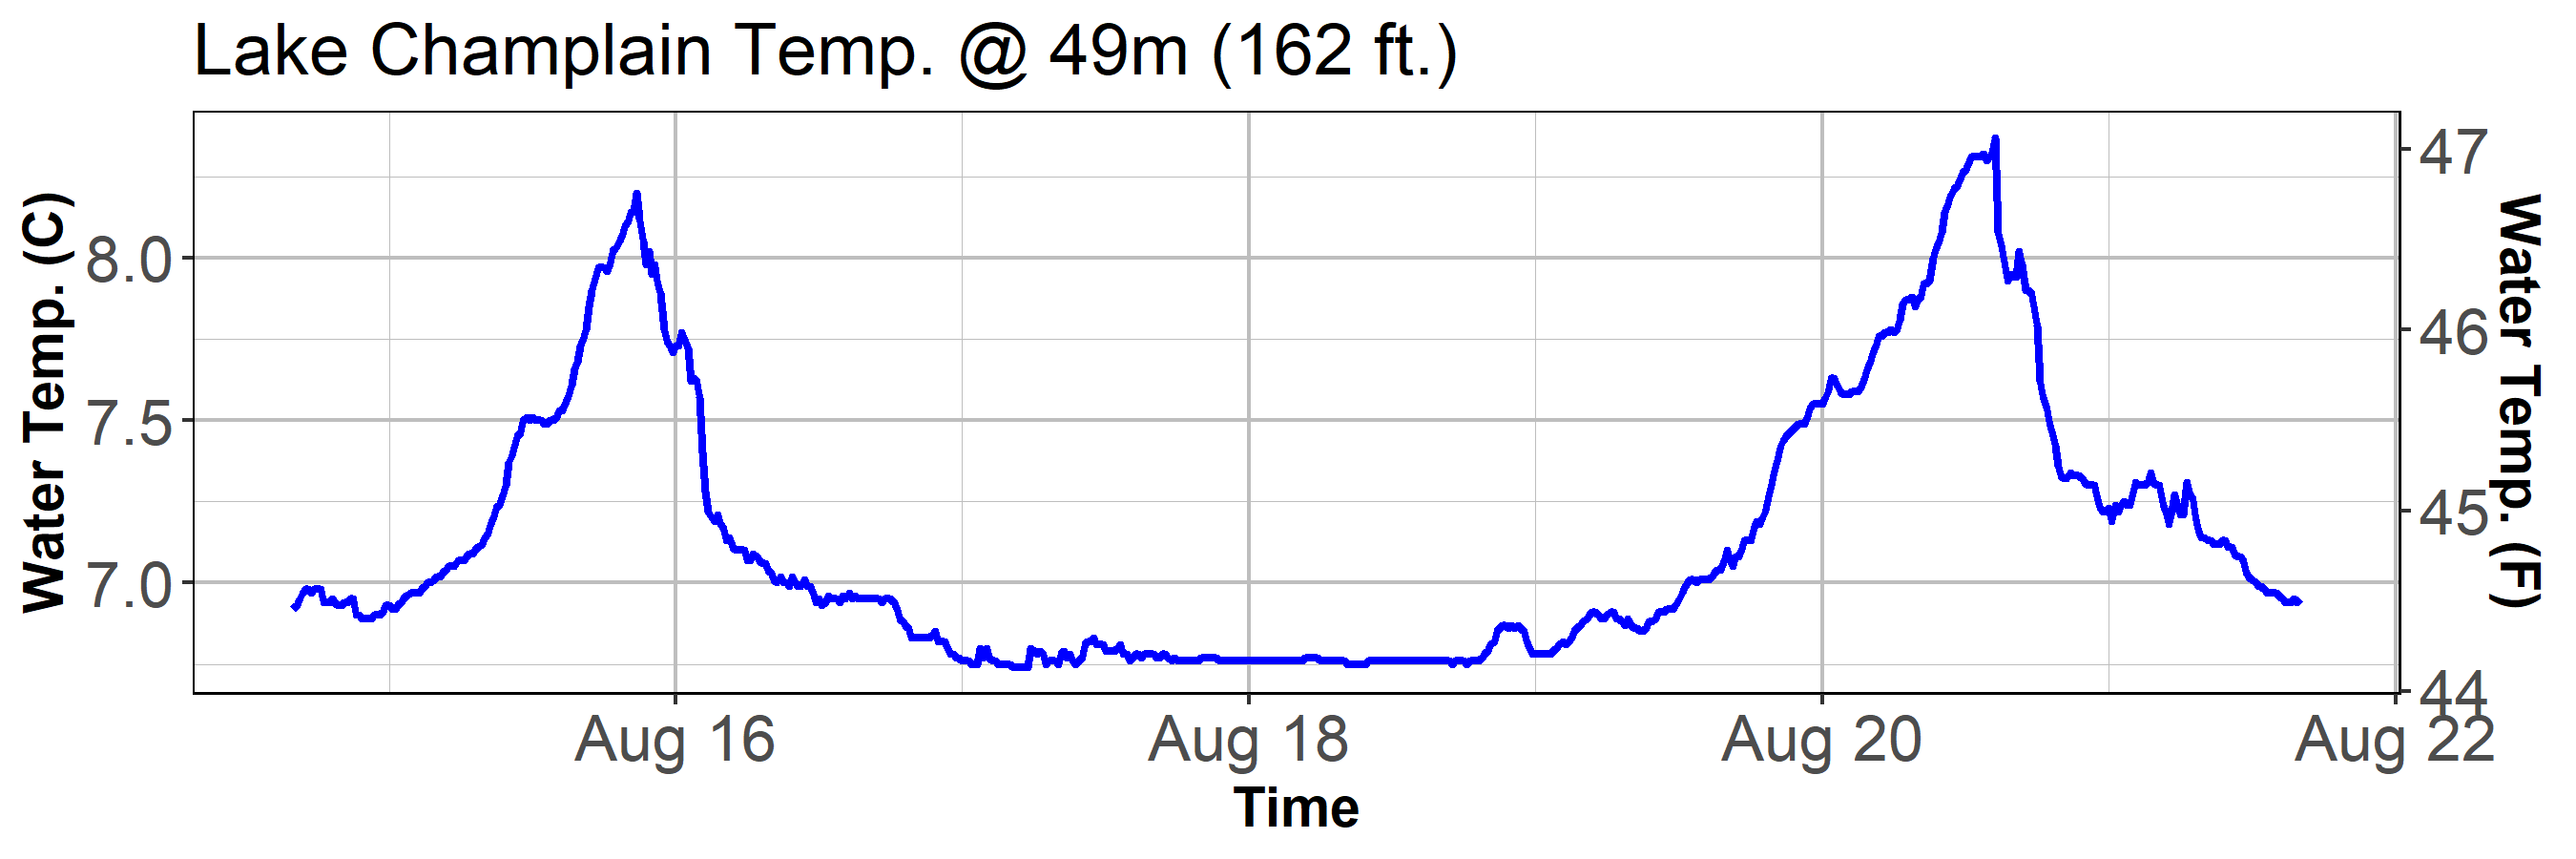 Lake Champlain Temp. @ 49m (162 ft.)
Water Temp. (C)
8.0
7.5
7.0
47
46
45
44
Water Temp. (F)
Aug 16 Aug 18 Aug 20 Aug 22
Time